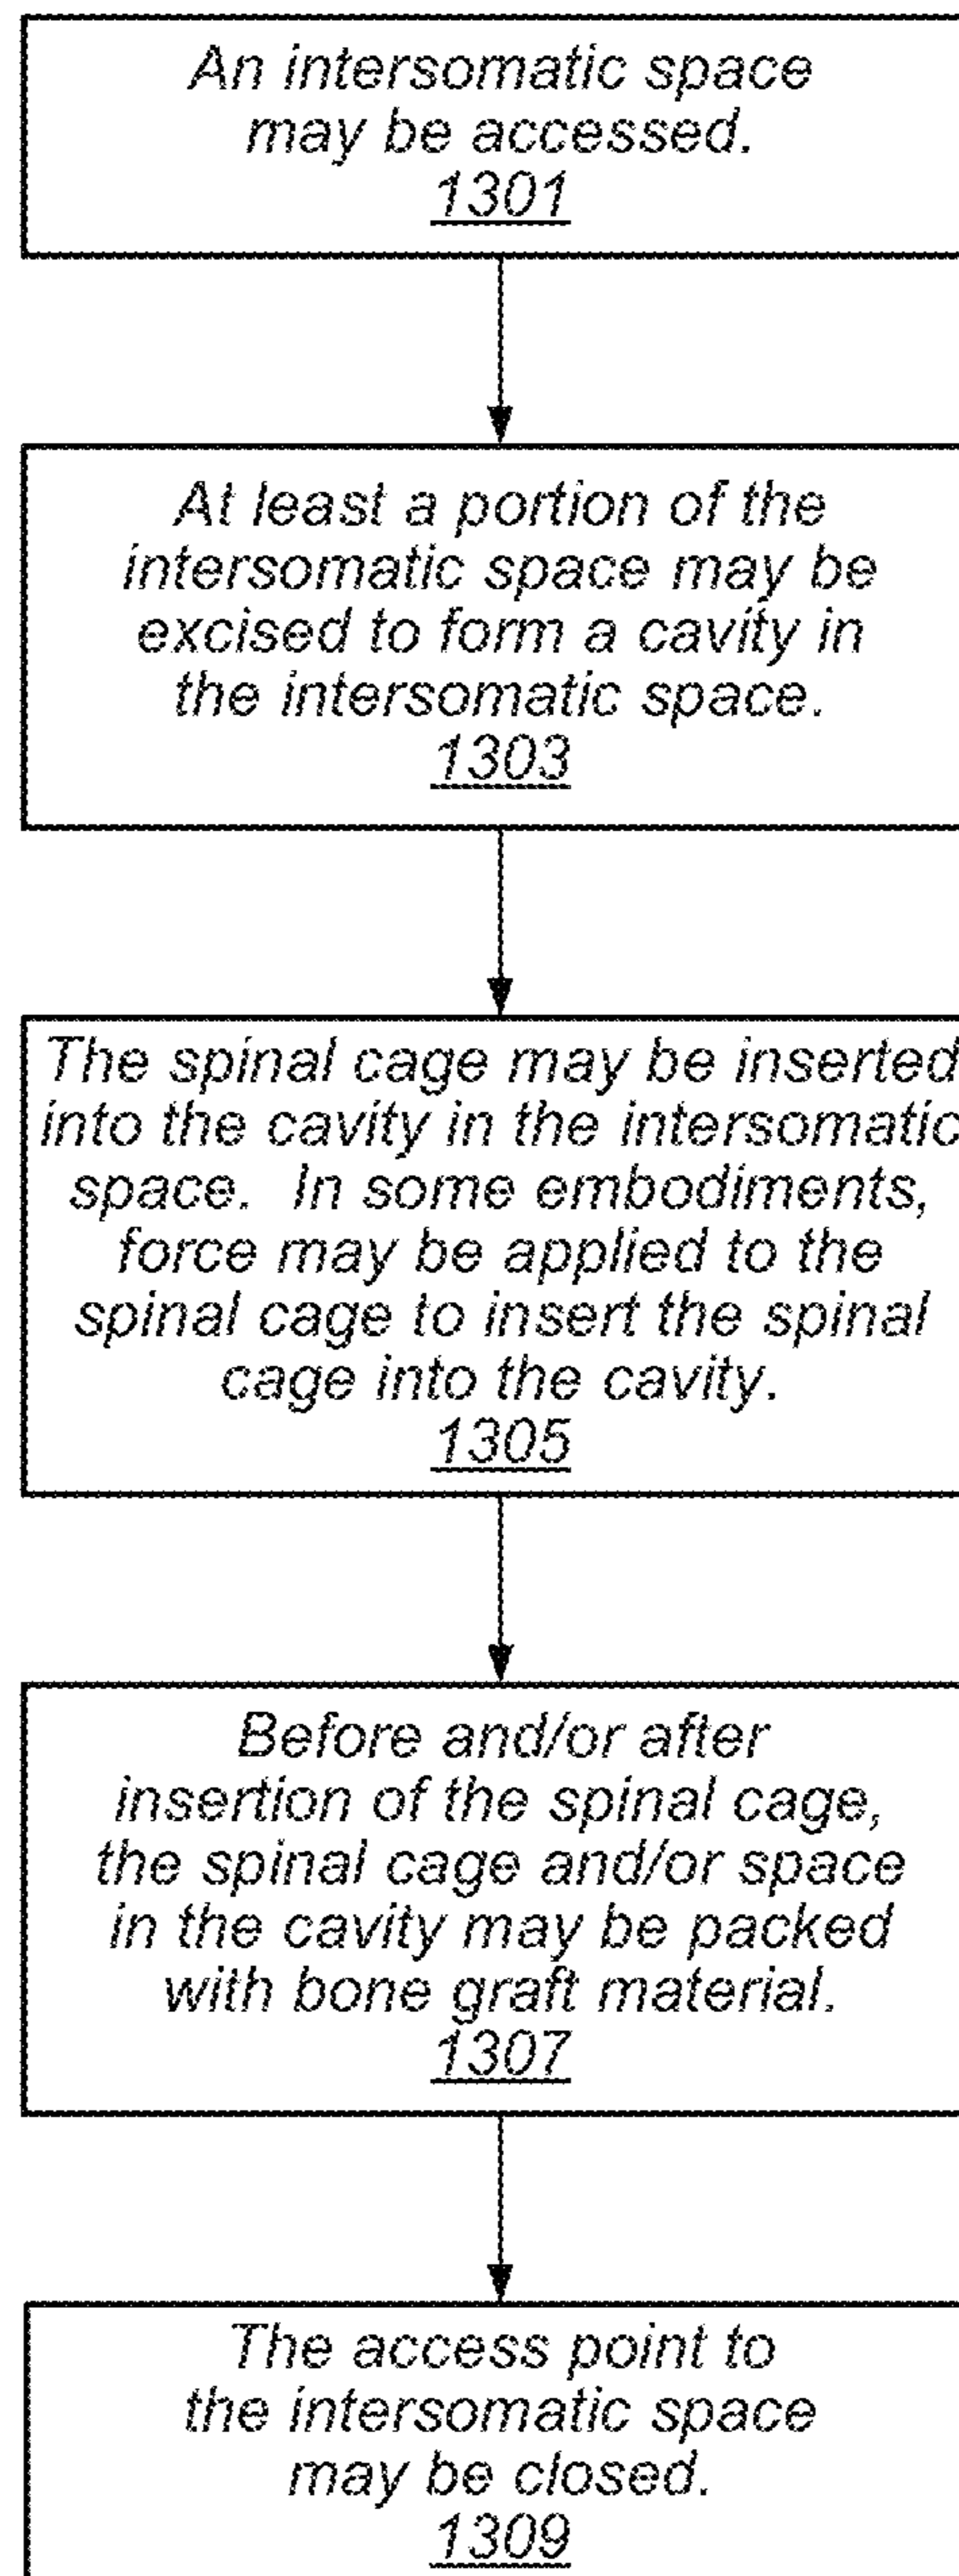 An intersomatic space
may be accessed.
1301
At least a portion of the
intersomatic space may be
excised to form a cavity in
the intersomatic space.
1303
The spinal cage may be inserted
into the cavity in the intersomatic
space.  In some embodiments,
force may be applied to the
spinal cage to insert the spinal
cage into the cavity.
1305
Before and/or after
insertion of the spinal cage,
the spinal cage and/or space
in the cavity may be packed
with bone graft material.
1307
The access point to
the intersomatic space
may be closed.
1309